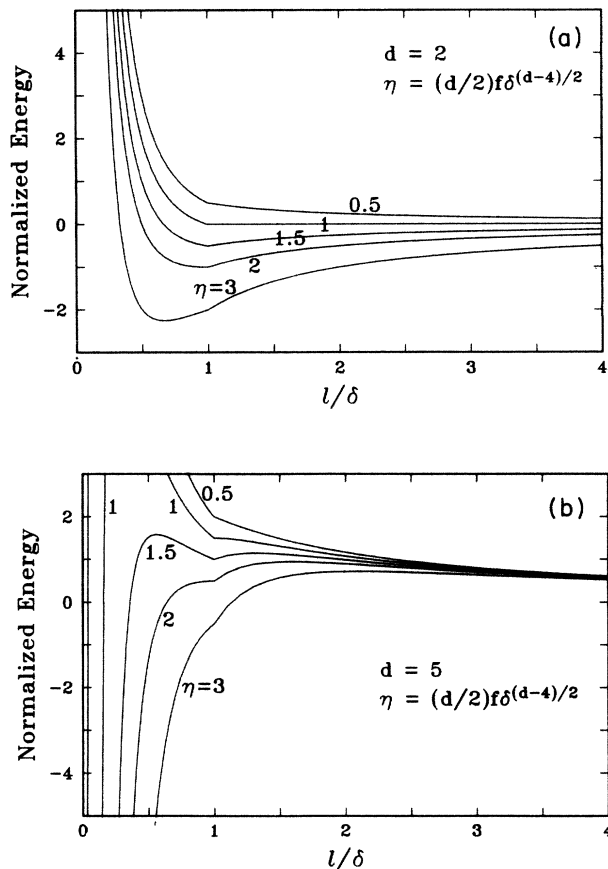 (a)
d = 2
η = (d/2)fδ^(d−4)/2
Normalized Energy
4
2
0
−2
0.5
1
1.5
2
η=3
0
1
2
3
4
l/δ
(b)
Normalized Energy
2
0
−2
−4
1
1
0.5
1.5
2
η=3
d = 5
η = (d/2)fδ^(d−4)/2
0
1
2
3
4
l/δ